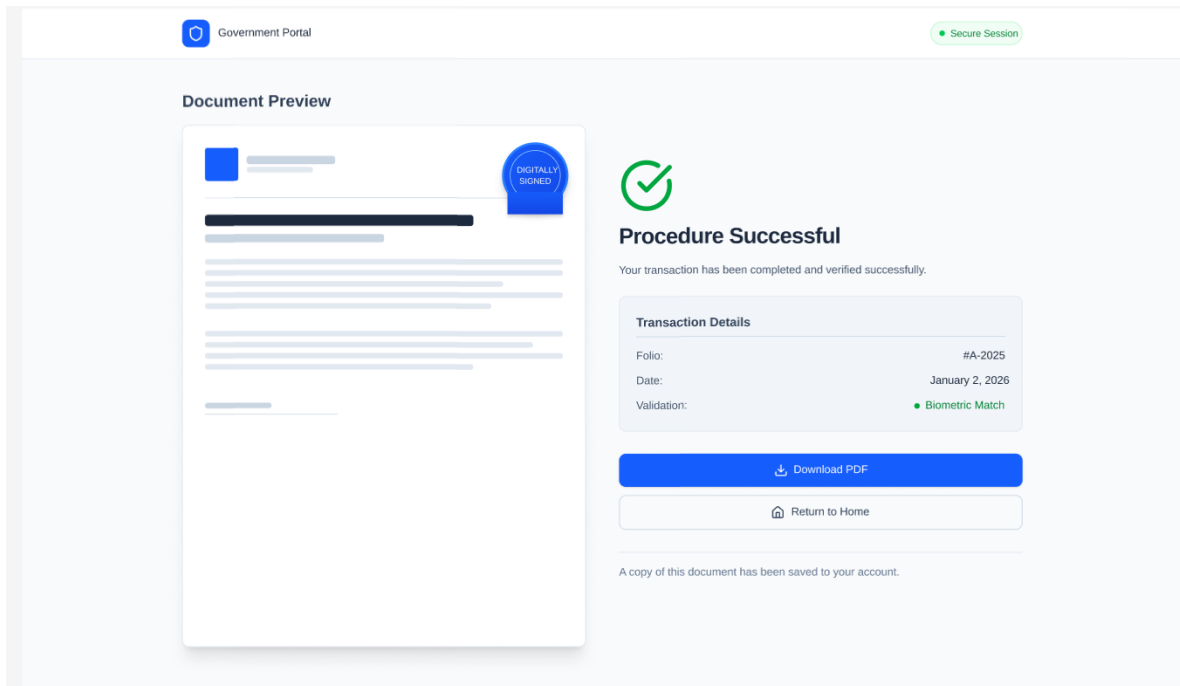 Government Portal
Secure Session
Document Preview
DIGITALLY
SIGNED
Procedure Successful
Your transaction has been completed and verified successfully.
Transaction Details
Folio: #A-2025
Date: January 2, 2026
Validation: Biometric Match
Download PDF
Return to Home
A copy of this document has been saved to your account.